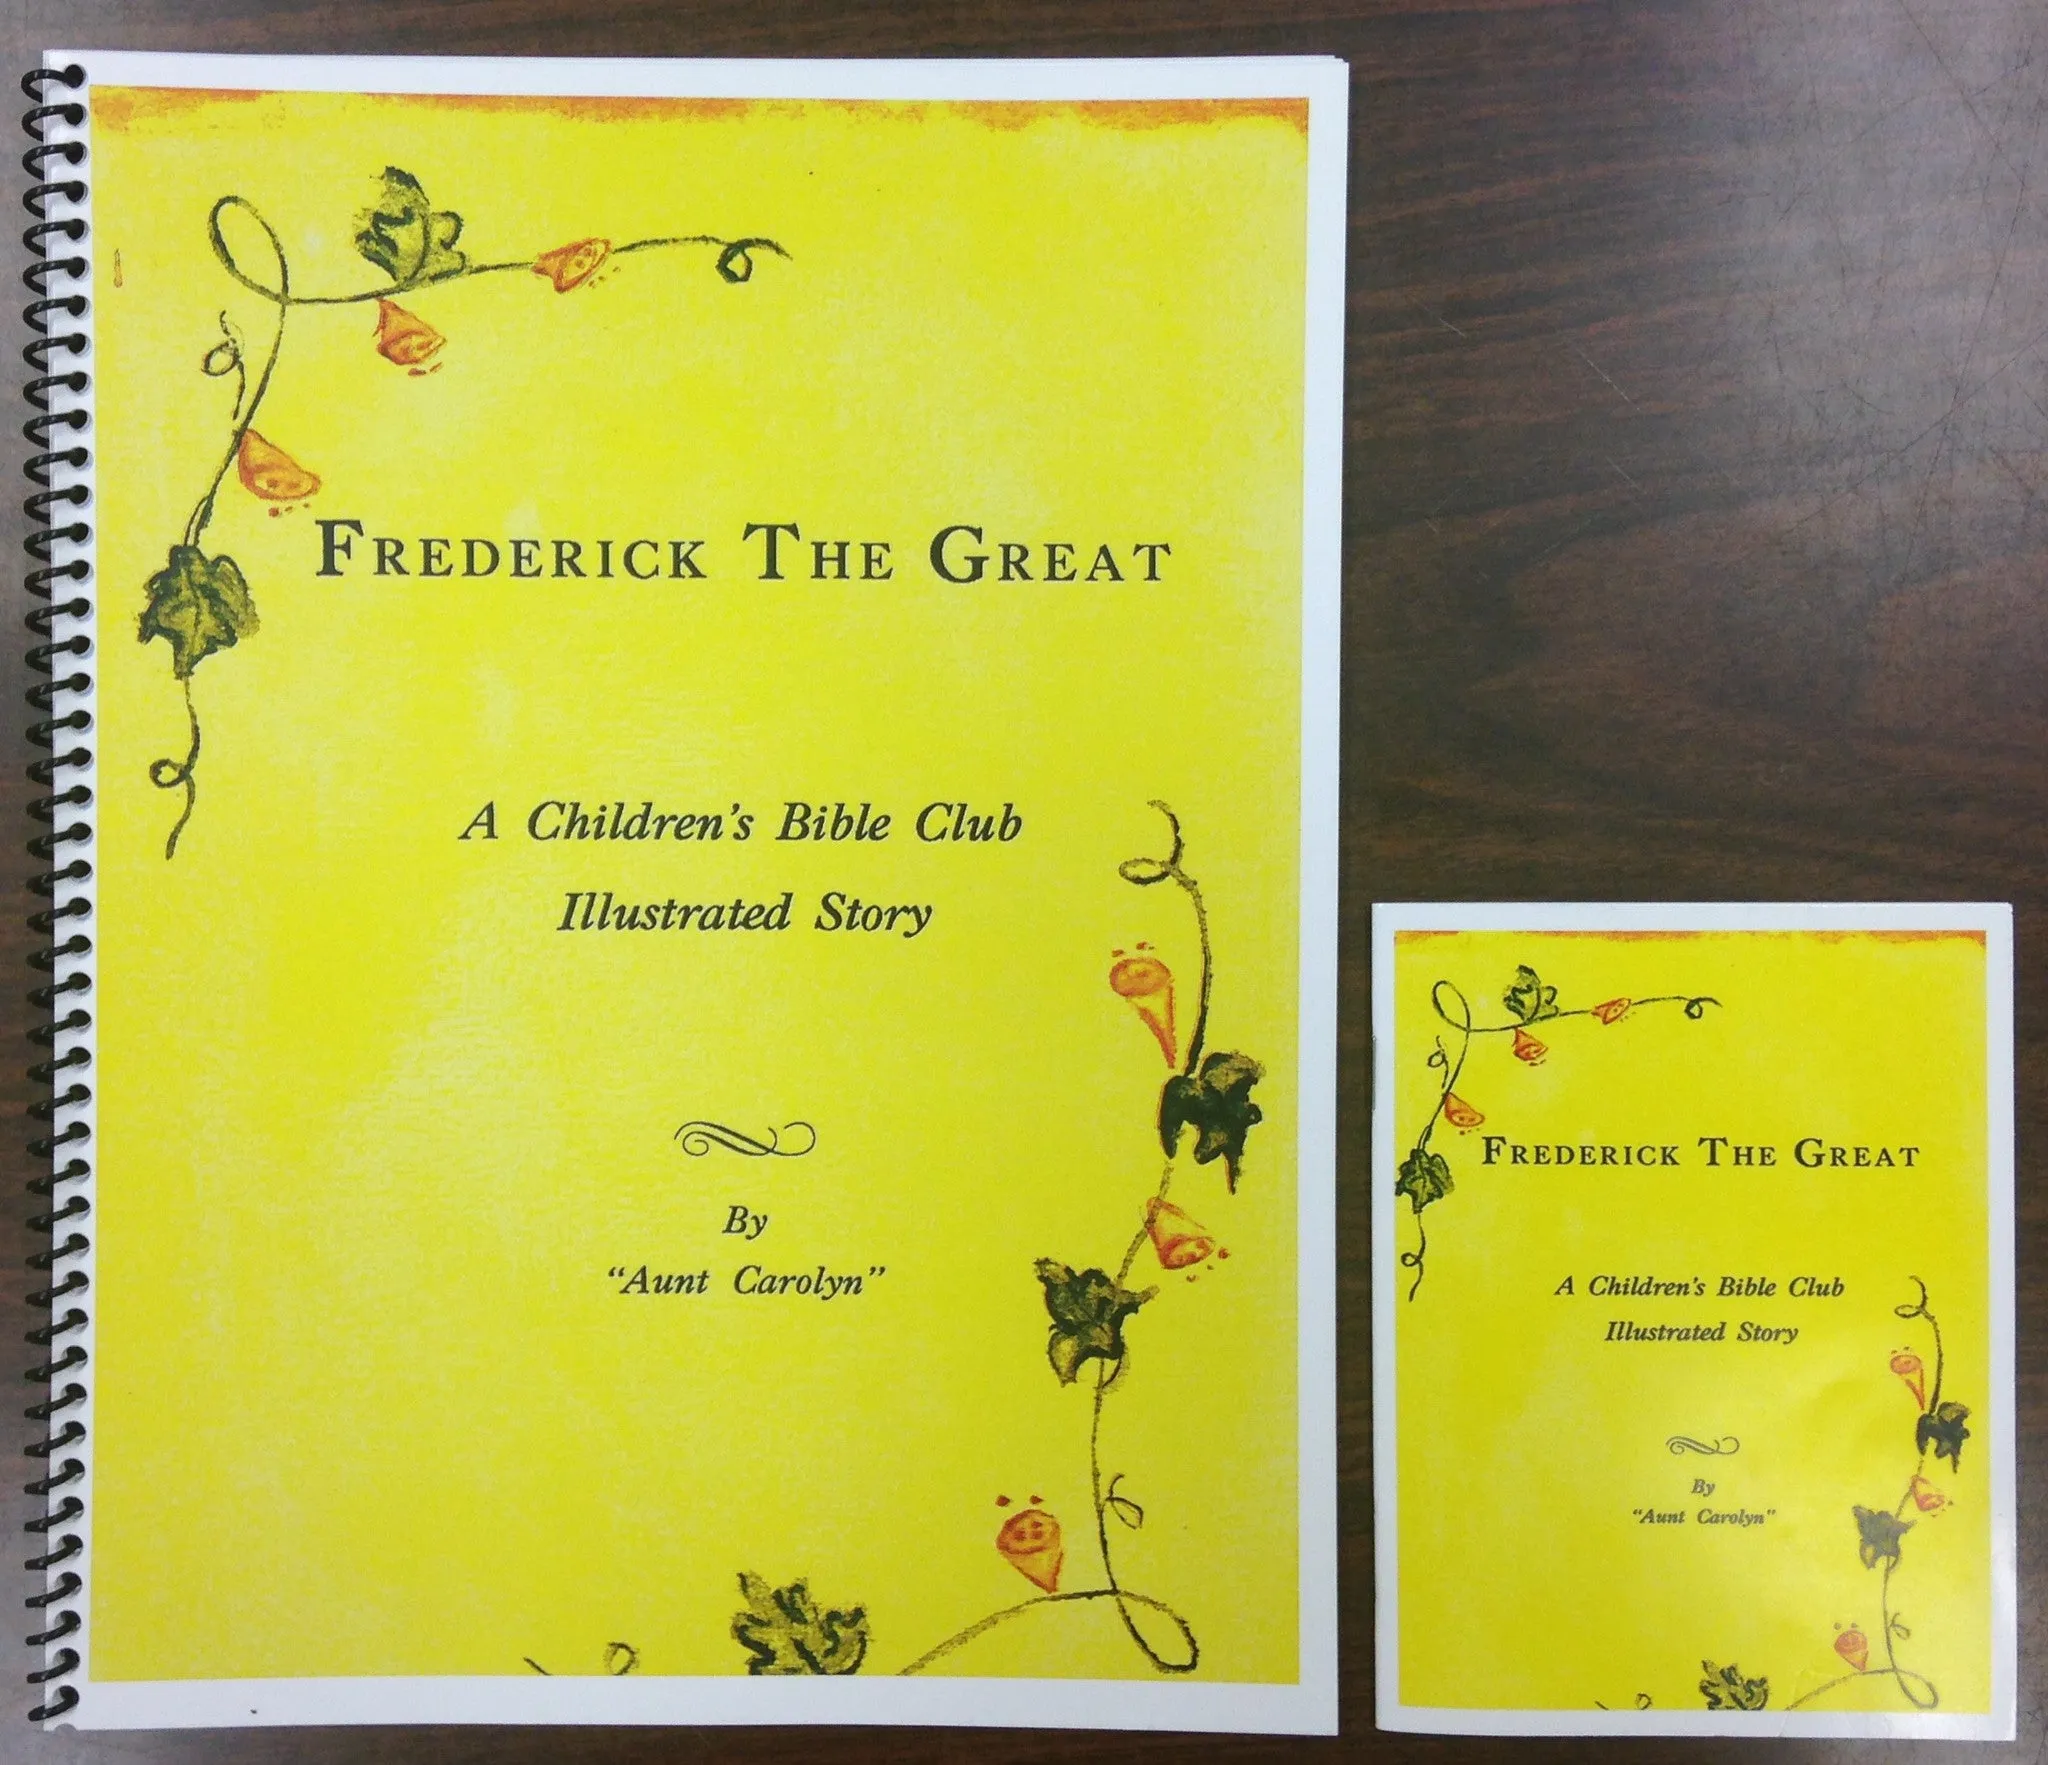 FREDERICK THE GREAT
A Children's Bible Club
Illustrated Story
By
“Aunt Carolyn”
FREDERICK THE GREAT
A Children's Bible Club
Illustrated Story
By
“Aunt Carolyn”